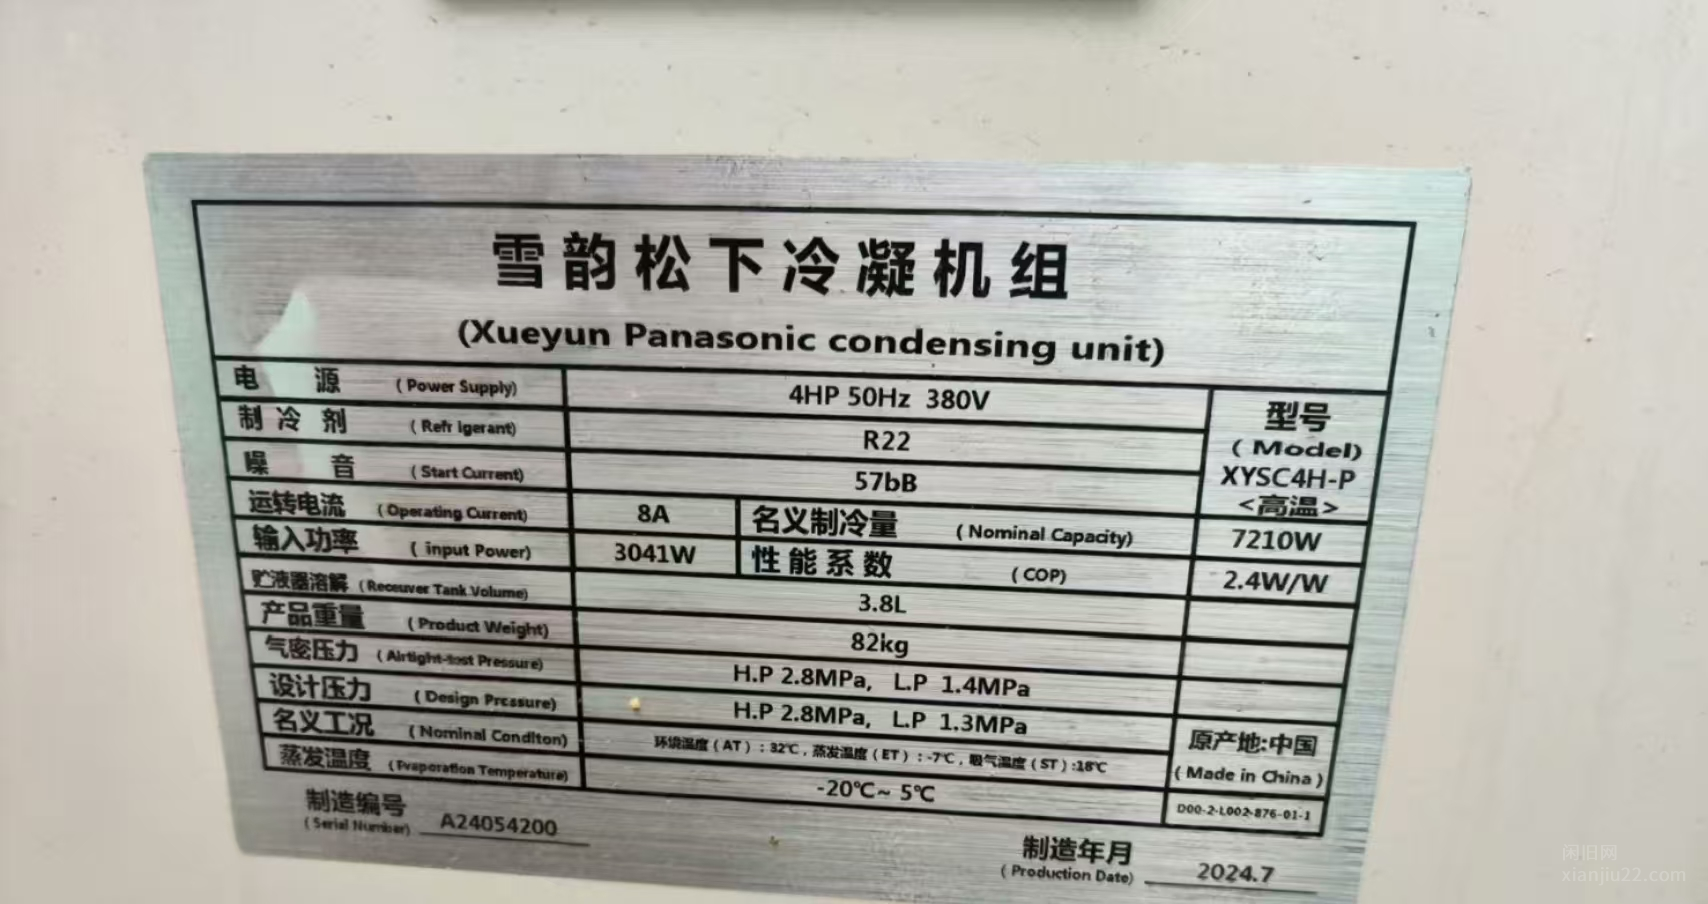 雪韵松下冷凝机组
(Xueyun Panasonic condensing unit)
电 源 (Power Supply) 4HP 50Hz 380V 型号
(Model)
制冷剂 (Refr igerant) R22 XYSC4H-P
噪 音 (Start Current) 57bB <高温>
运转电流 (Operating Current) 8A 名义制冷量 (Nominal Capacity) 7210W
输入功率 (input Power) 3041W 性能系数 (COP) 2.4W/W
贮液器溶解 (Receuver Tank Volume) 3.8L
产品重量 (Product Weight) 82kg
气密压力 (Airtight-tost Pressure) H.P 2.8MPa, L.P 1.4MPa
设计压力 (Design Prcssure) H.P 2.8MPa, L.P 1.3MPa 原产地:中国
名义工况 (Nominal Condlton) 环境温度(AT):32℃,蒸发温度(ET):-7℃,吸气温度(ST):18℃ (Made in China)
蒸发温度 (Evaporation Temperature) -20℃~ 5℃ D00-2-L002-876-01-1
制造编号
(Serial Number) A24054200
制造年月
(Production Date) 2024.7
闲旧网
xianjiu22.com